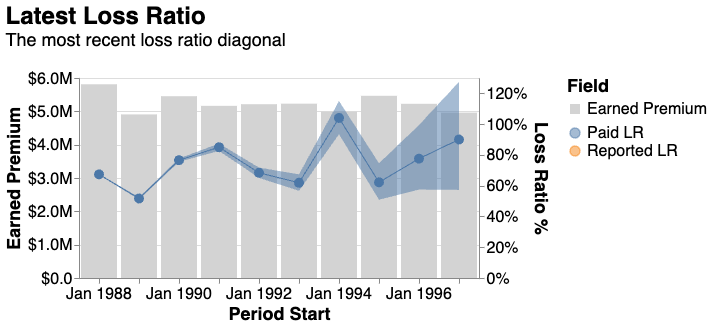 Latest Loss Ratio
The most recent loss ratio diagonal
$6.0M
$5.0M
$4.0M
$3.0M
$2.0M
$1.0M
$0.0
Earned Premium
120%
100%
80%
60%
40%
20%
0%
Loss Ratio %
Jan 1988
Jan 1990
Jan 1992
Jan 1994
Jan 1996
Period Start
Field
Earned Premium
Paid LR
Reported LR